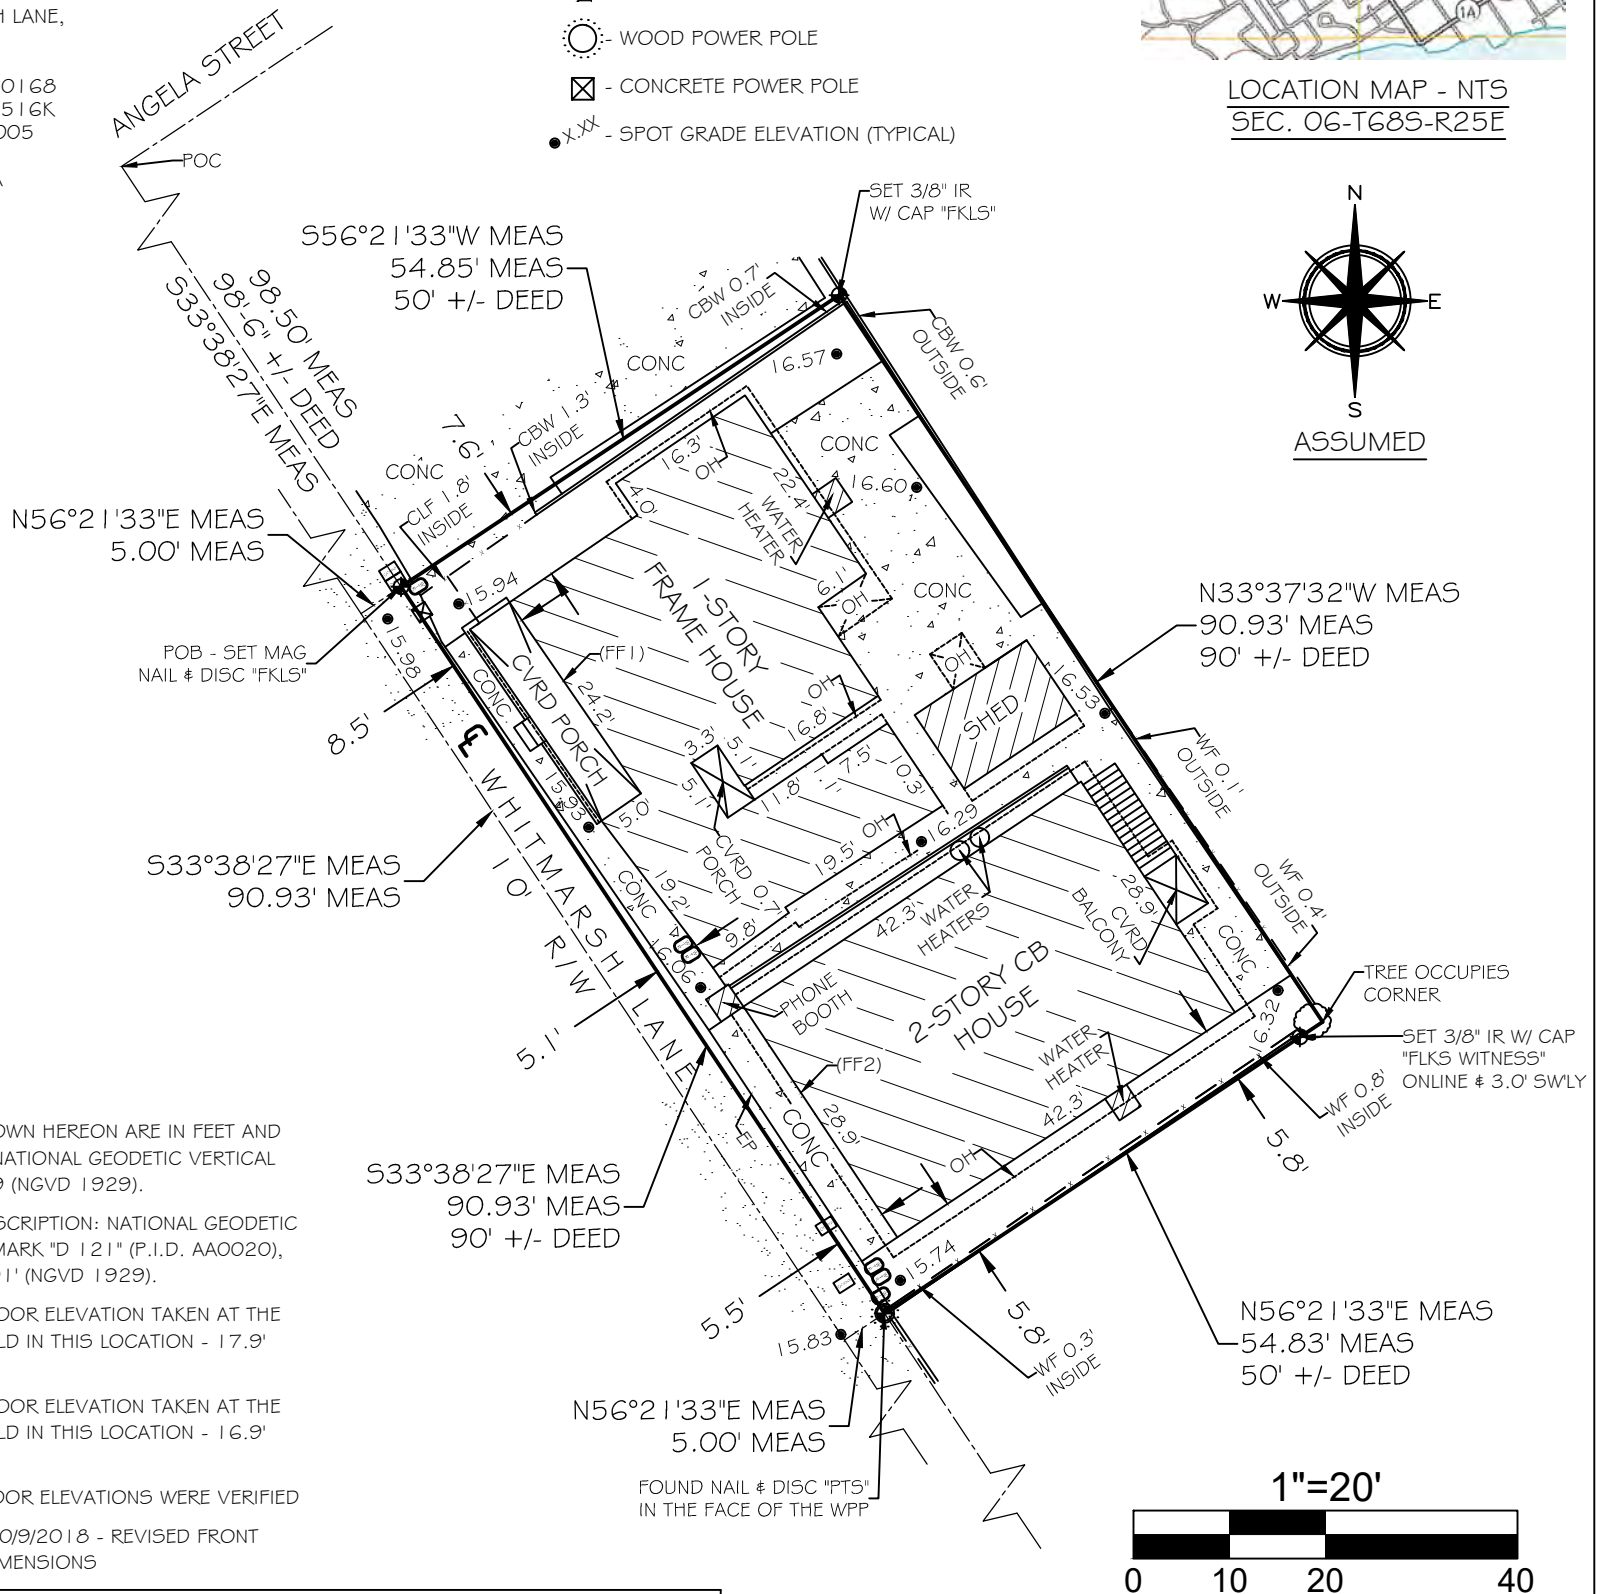 H LANE,
0168
516K
005
ANGELA STREET
POC
- WOOD POWER POLE
- CONCRETE POWER POLE
X.XX - SPOT GRADE ELEVATION (TYPICAL)
1A
LOCATION MAP - NTS
SEC. 06-T68S-R25E
N
W
E
S
ASSUMED
SET 3/8" IR
W/ CAP "FKLS"
S56°21'33"W MEAS
54.85' MEAS
50' +/- DEED
98.50' MEAS
98'-6" +/- DEED
S33°38'27"E MEAS
CBW 0.7'
INSIDE
CONC
16.57
CBW 0.6'
OUTSIDE
7.6'
CBW 1.3'
INSIDE
CONC
CLF 1.8'
INSIDE
N56°21'33"E MEAS
5.00' MEAS
16.3'
OH
4.0'
22.4'
WATER
HEATER
CONC
16.60
15.94
15.98
POB - SET MAG
NAIL & DISC "FKLS"
1-STORY
FRAME HOUSE
6.1'
OH
CONC
N33°37'32"W MEAS
90.93' MEAS
90' +/- DEED
(FF1)
CVRD PORCH
CONC
24.2'
OH
16.8'
OH
SHED
16.53
8.5'
CL
3.3'
5.1'
5.1'
11.8'
7.5'
10.3'
WF 0.1'
OUTSIDE
15.93
5.0'
CVRD
PORCH
0.7'
OH
16.29
19.5'
S33°38'27"E MEAS
90.93' MEAS
WHITMARSH LANE
10' R/W
CONC
19.2'
9.8'
16.06
42.3'
WATER
HEATERS
28.9'
CVRD
BALCONY
WF 0.4'
OUTSIDE
CONC
PHONE
BOOTH
2-STORY CB
HOUSE
TREE OCCUPIES
CORNER
16.32
SET 3/8" IR W/ CAP
"FLKS WITNESS"
ONLINE & 3.0' SW'LY
5.1'
(FF2)
WATER
HEATER
42.3'
WF 0.8'
INSIDE
EP
CONC
28.9'
OH
5.8'
S33°38'27"E MEAS
90.93' MEAS
90' +/- DEED
15.74
5.5'
15.83
5.8'
WF 0.3'
INSIDE
N56°21'33"E MEAS
54.83' MEAS
50' +/- DEED
N56°21'33"E MEAS
5.00' MEAS
FOUND NAIL & DISC "PTS"
IN THE FACE OF THE WPP
OWN HEREON ARE IN FEET AND
NATIONAL GEODETIC VERTICAL
9 (NGVD 1929).
SCRIPTION: NATIONAL GEODETIC
MARK "D 121" (P.I.D. AA0020),
91' (NGVD 1929).
OOR ELEVATION TAKEN AT THE
LD IN THIS LOCATION - 17.9'
OOR ELEVATION TAKEN AT THE
LD IN THIS LOCATION - 16.9'
OOR ELEVATIONS WERE VERIFIED
0/9/2018 - REVISED FRONT
MENSIONS
1"=20'
0 10 20 40